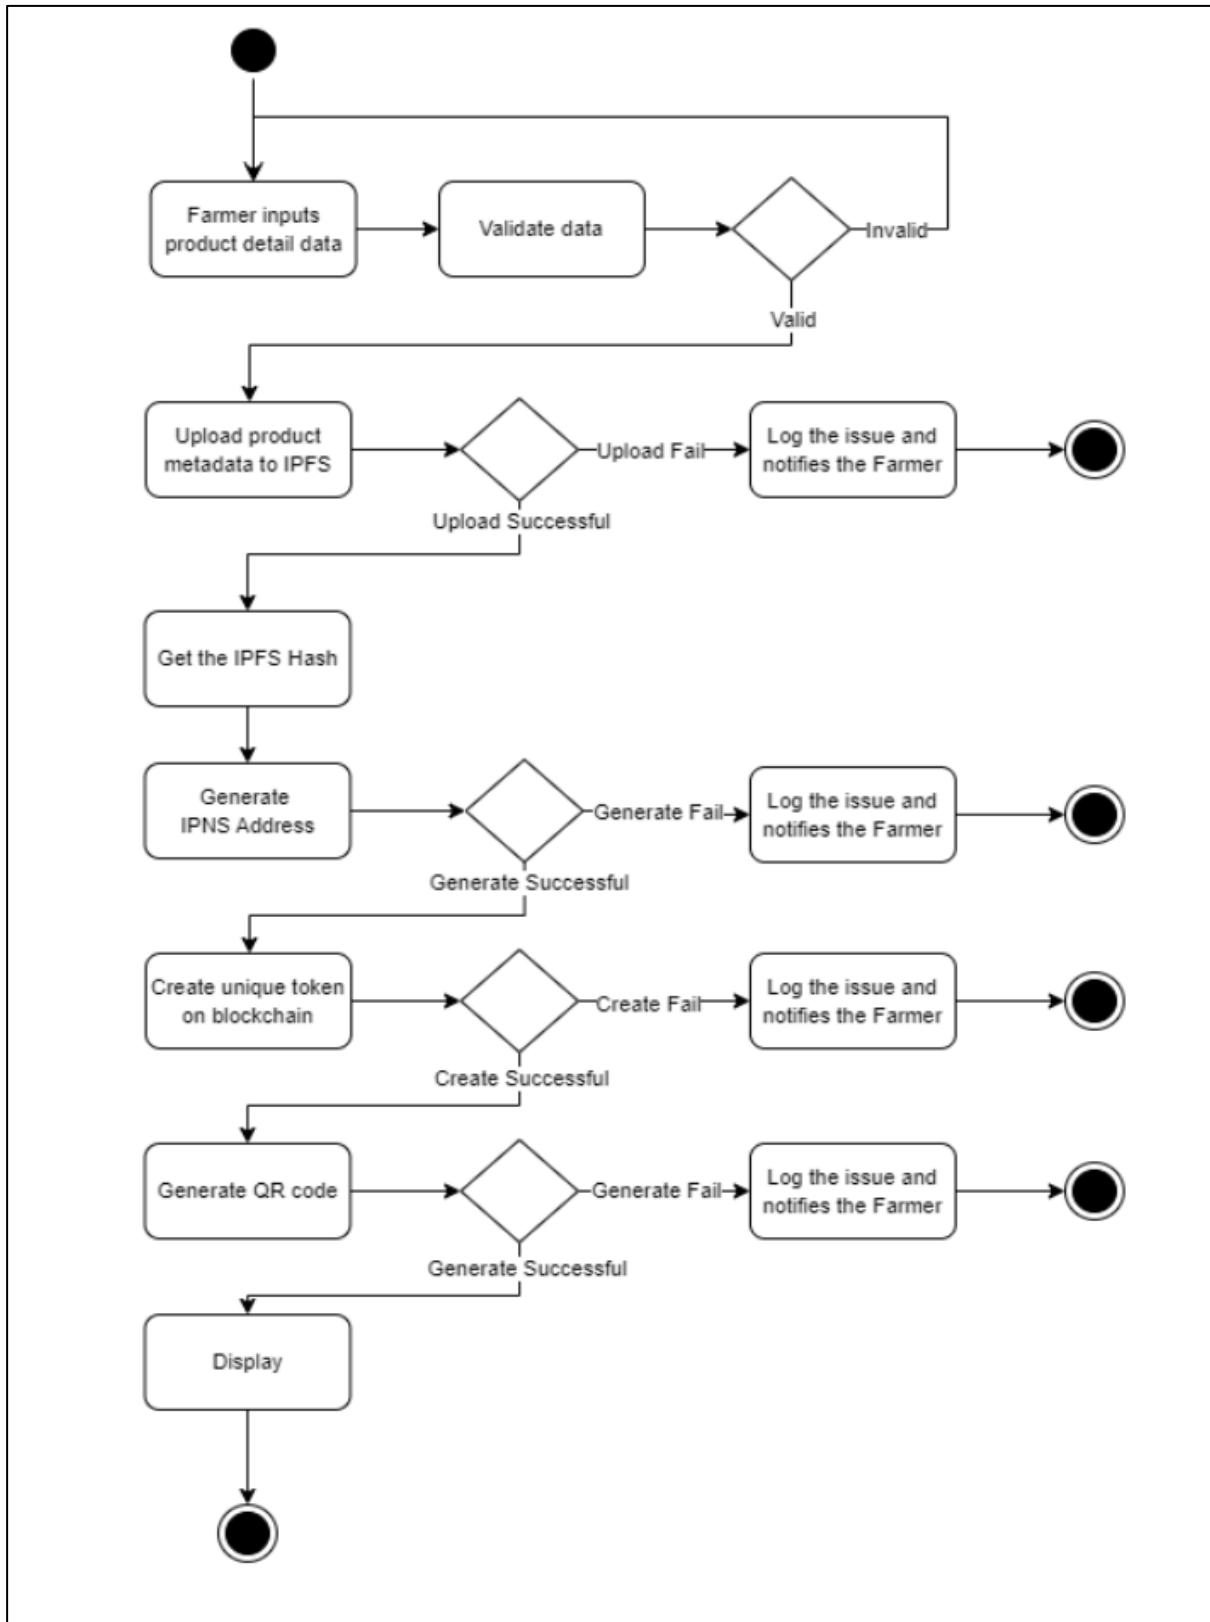 Farmer inputs
product detail data
Validate data
Invalid
Valid
Upload product
metadata to IPFS
Upload Fail
Log the issue and
notifies the Farmer
Upload Successful
Get the IPFS Hash
Generate
IPNS Address
Generate Fail
Log the issue and
notifies the Farmer
Generate Successful
Create unique token
on blockchain
Create Fail
Log the issue and
notifies the Farmer
Create Successful
Generate QR code
Generate Fail
Log the issue and
notifies the Farmer
Generate Successful
Display